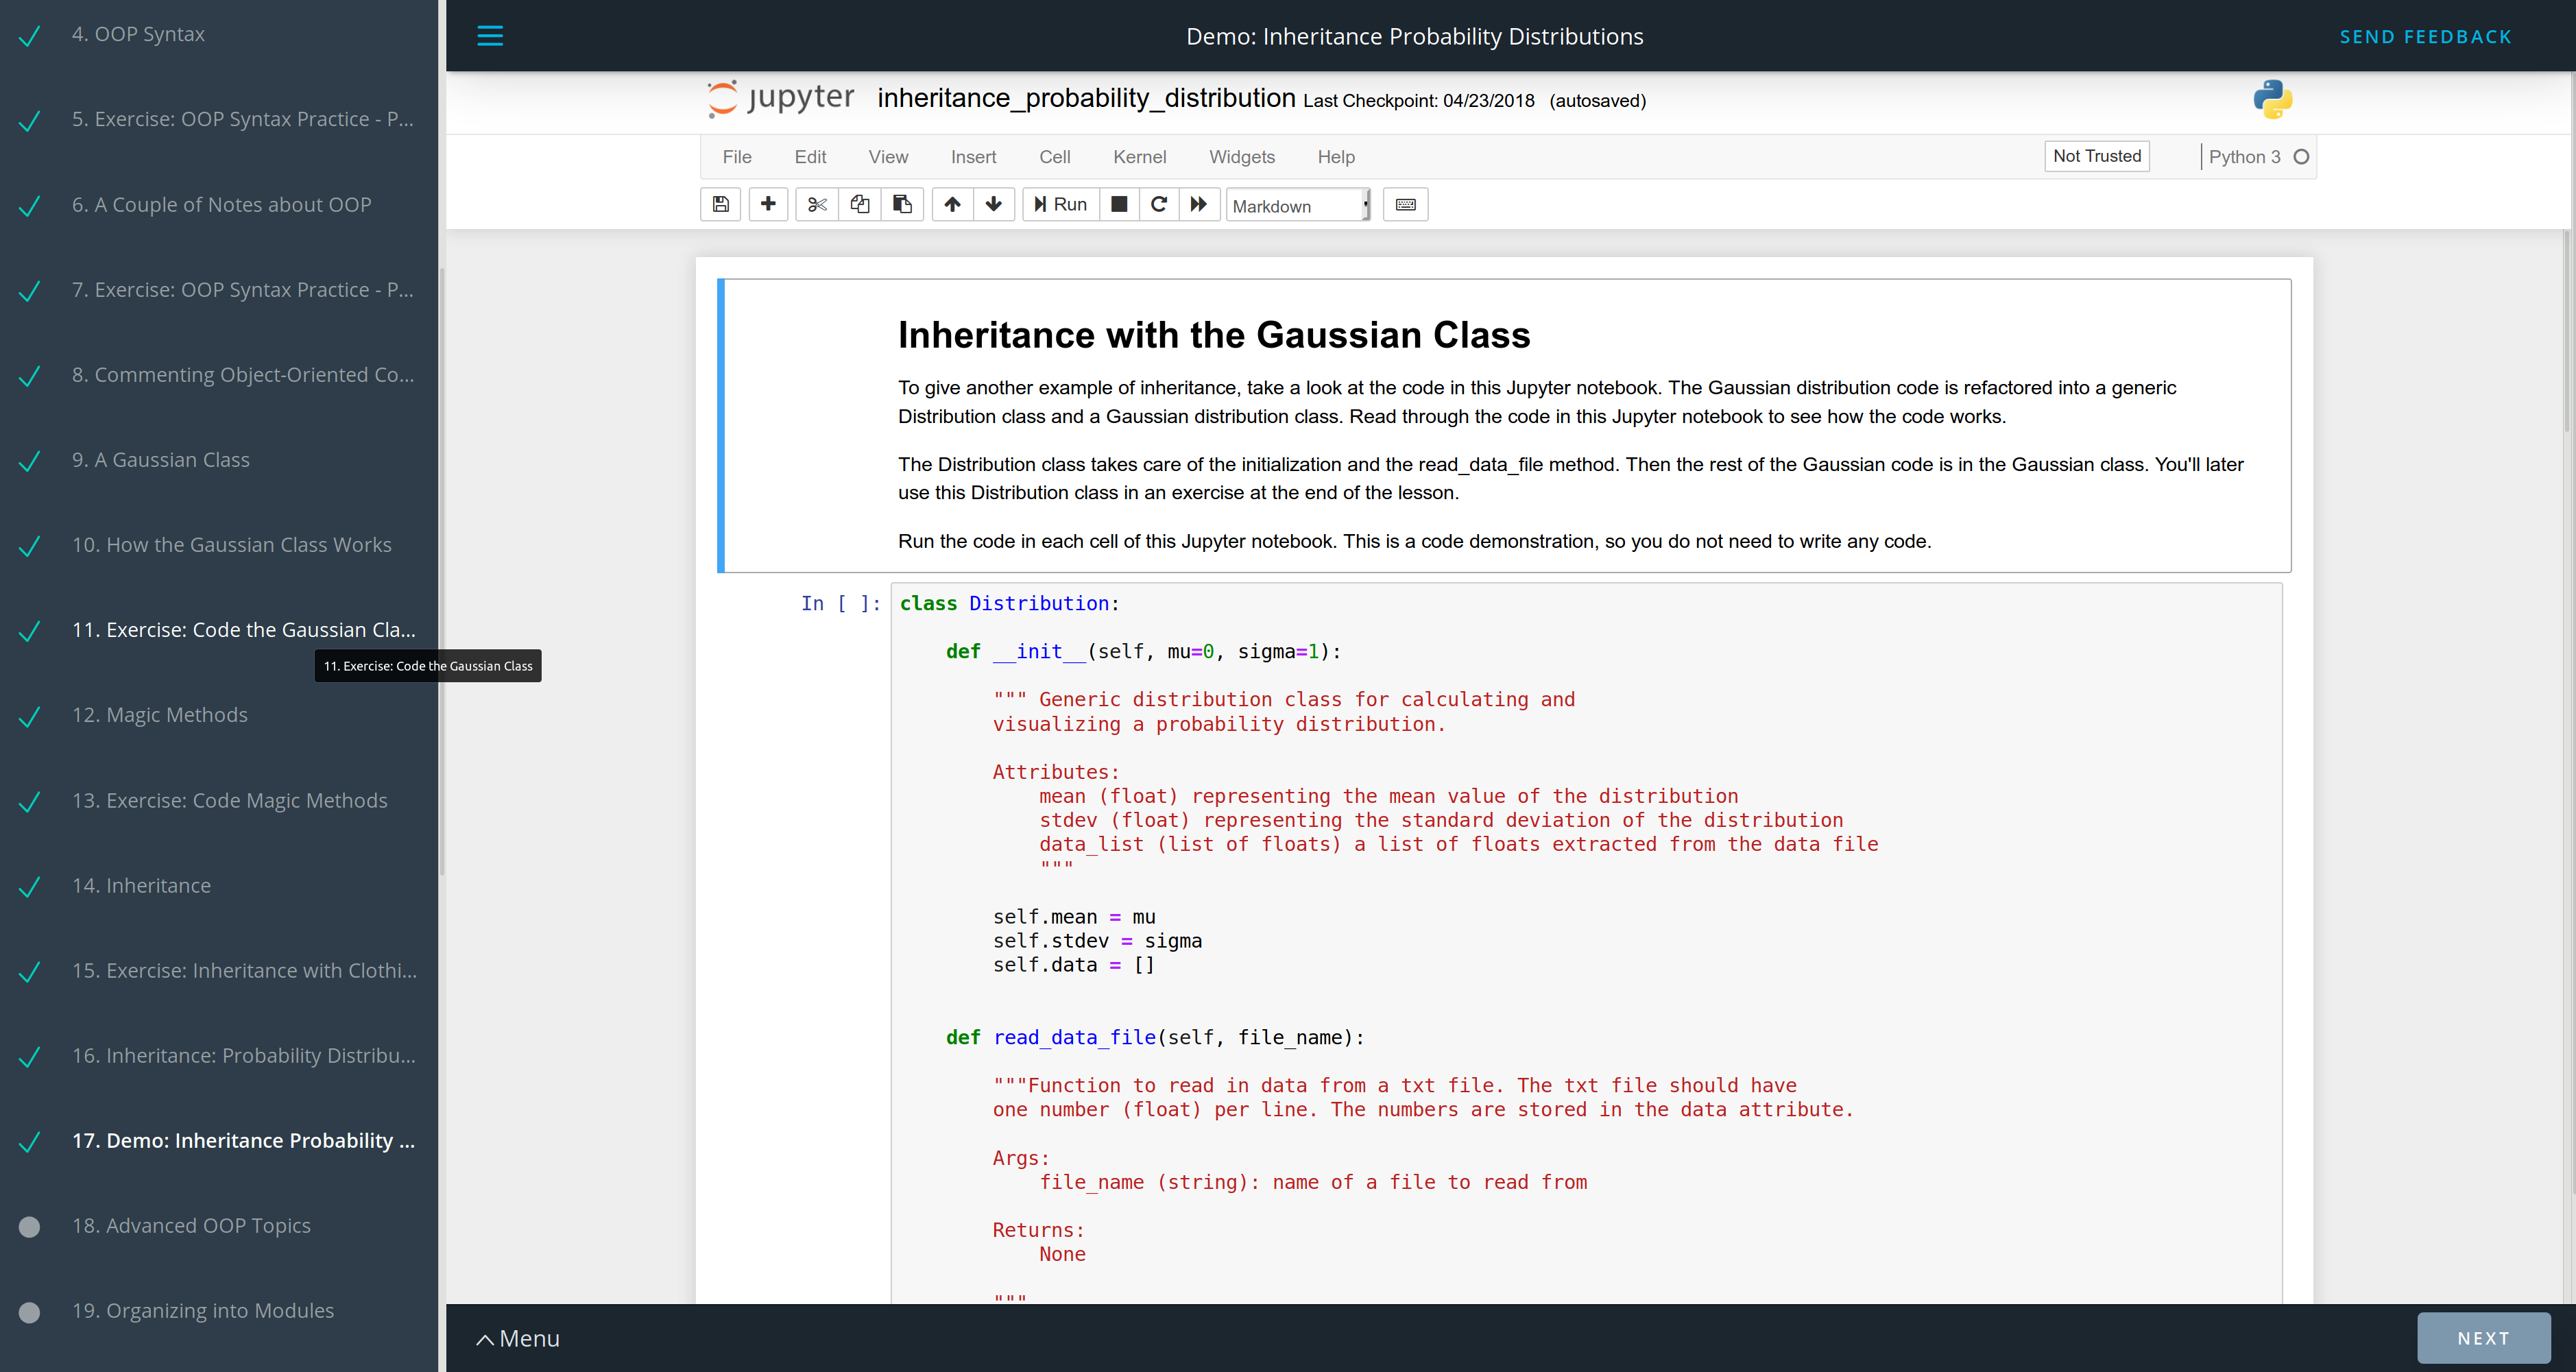 4. OOP Syntax
5. Exercise: OOP Syntax Practice - P...
6. A Couple of Notes about OOP
7. Exercise: OOP Syntax Practice - P...
8. Commenting Object-Oriented Co...
9. A Gaussian Class
10. How the Gaussian Class Works
11. Exercise: Code the Gaussian Cla...
11. Exercise: Code the Gaussian Class
12. Magic Methods
13. Exercise: Code Magic Methods
14. Inheritance
15. Exercise: Inheritance with Clothi...
16. Inheritance: Probability Distribu...
17. Demo: Inheritance Probability ...
18. Advanced OOP Topics
19. Organizing into Modules
Demo: Inheritance Probability Distributions
SEND FEEDBACK
jupyter inheritance_probability_distribution Last Checkpoint: 04/23/2018 (autosaved)
File Edit View Insert Cell Kernel Widgets Help
Not Trusted
Python 3
Run
Markdown
Inheritance with the Gaussian Class
To give another example of inheritance, take a look at the code in this Jupyter notebook. The Gaussian distribution code is refactored into a generic
Distribution class and a Gaussian distribution class. Read through the code in this Jupyter notebook to see how the code works.
The Distribution class takes care of the initialization and the read_data_file method. Then the rest of the Gaussian code is in the Gaussian class. You'll later
use this Distribution class in an exercise at the end of the lesson.
Run the code in each cell of this Jupyter notebook. This is a code demonstration, so you do not need to write any code.
In [ ]: class Distribution:
def __init__(self, mu=0, sigma=1):
""" Generic distribution class for calculating and
visualizing a probability distribution.
Attributes:
mean (float) representing the mean value of the distribution
stdev (float) representing the standard deviation of the distribution
data_list (list of floats) a list of floats extracted from the data file
"""
self.mean = mu
self.stdev = sigma
self.data = []
def read_data_file(self, file_name):
"""Function to read in data from a txt file. The txt file should have
one number (float) per line. The numbers are stored in the data attribute.
Args:
file_name (string): name of a file to read from
Returns:
None
"""
Menu
NEXT